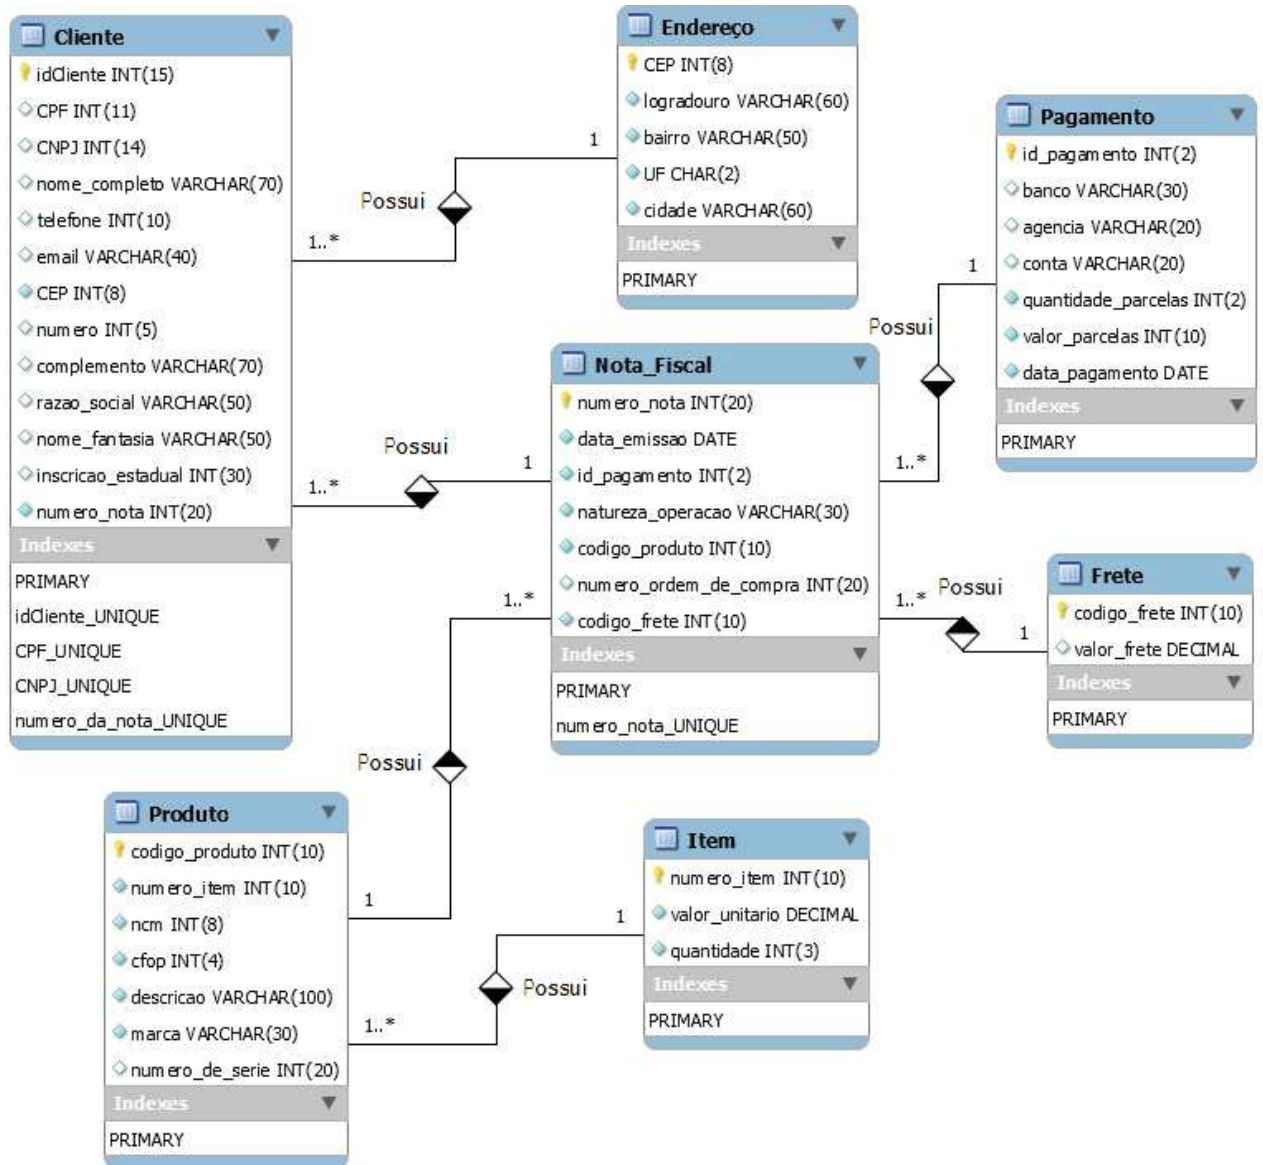 Cliente
idCliente INT(15)
CPF INT(11)
CNPJ INT(14)
nome_completo VARCHAR(70)
telefone INT(10)
email VARCHAR(40)
CEP INT(8)
numero INT(5)
complemento VARCHAR(70)
razao_social VARCHAR(50)
nome_fantasia VARCHAR(50)
inscricao_estadual INT(30)
numero_nota INT(20)
Indexes
PRIMARY
idCliente_UNIQUE
CPF_UNIQUE
CNPJ_UNIQUE
numero_da_nota_UNIQUE
Possui
1
1..*
Endereço
CEP INT(8)
logradouro VARCHAR(60)
bairro VARCHAR(50)
UF CHAR(2)
cidade VARCHAR(60)
Indexes
PRIMARY
Pagamento
id_pagamento INT(2)
banco VARCHAR(30)
agencia VARCHAR(20)
conta VARCHAR(20)
quantidade_parcelas INT(2)
valor_parcelas INT(10)
data_pagamento DATE
Indexes
PRIMARY
1
Possui
1..*
Possui
1
1..*
Nota_Fiscal
numero_nota INT(20)
data_emissao DATE
id_pagamento INT(2)
natureza_operacao VARCHAR(30)
codigo_produto INT(10)
numero_ordem_de_compra INT(20)
codigo_frete INT(10)
Indexes
PRIMARY
numero_nota_UNIQUE
1..*
Possui
1
Frete
codigo_frete INT(10)
valor_frete DECIMAL
Indexes
PRIMARY
1..*
Possui
1
Produto
codigo_produto INT(10)
numero_item INT(10)
ncm INT(8)
cfop INT(4)
descricao VARCHAR(100)
marca VARCHAR(30)
numero_de_serie INT(20)
Indexes
PRIMARY
1
Possui
1..*
Item
numero_item INT(10)
valor_unitario DECIMAL
quantidade INT(3)
Indexes
PRIMARY